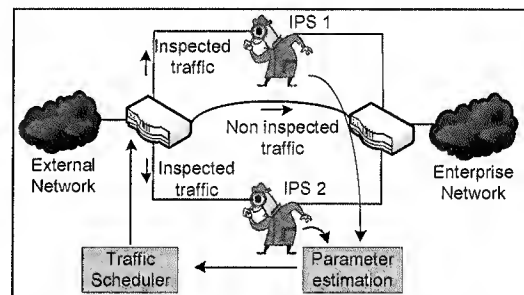 IPS 1
Inspected
traffic
Non inspected
traffic
External
Network
Enterprise
Network
Inspected
traffic
IPS 2
Traffic
Scheduler
Parameter
estimation